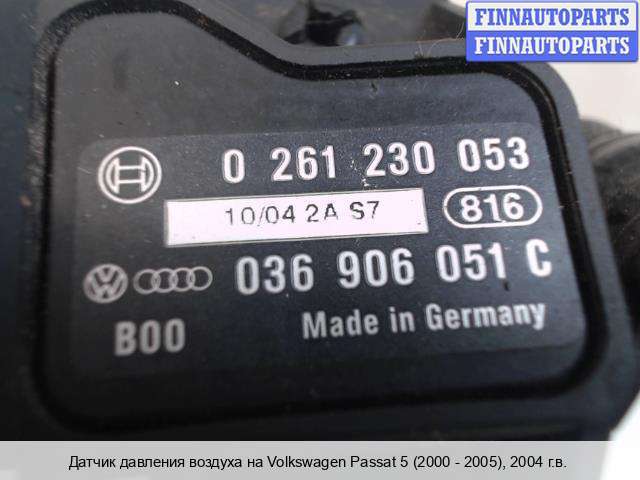 FINNAUTOPARTS
FINNAUTOPARTS
0 261 230 053
10/04 2A S7
816
036 906 051 C
B00
Made in Germany
Датчик давления воздуха на Volkswagen Passat 5 (2000 - 2005), 2004 г.в.